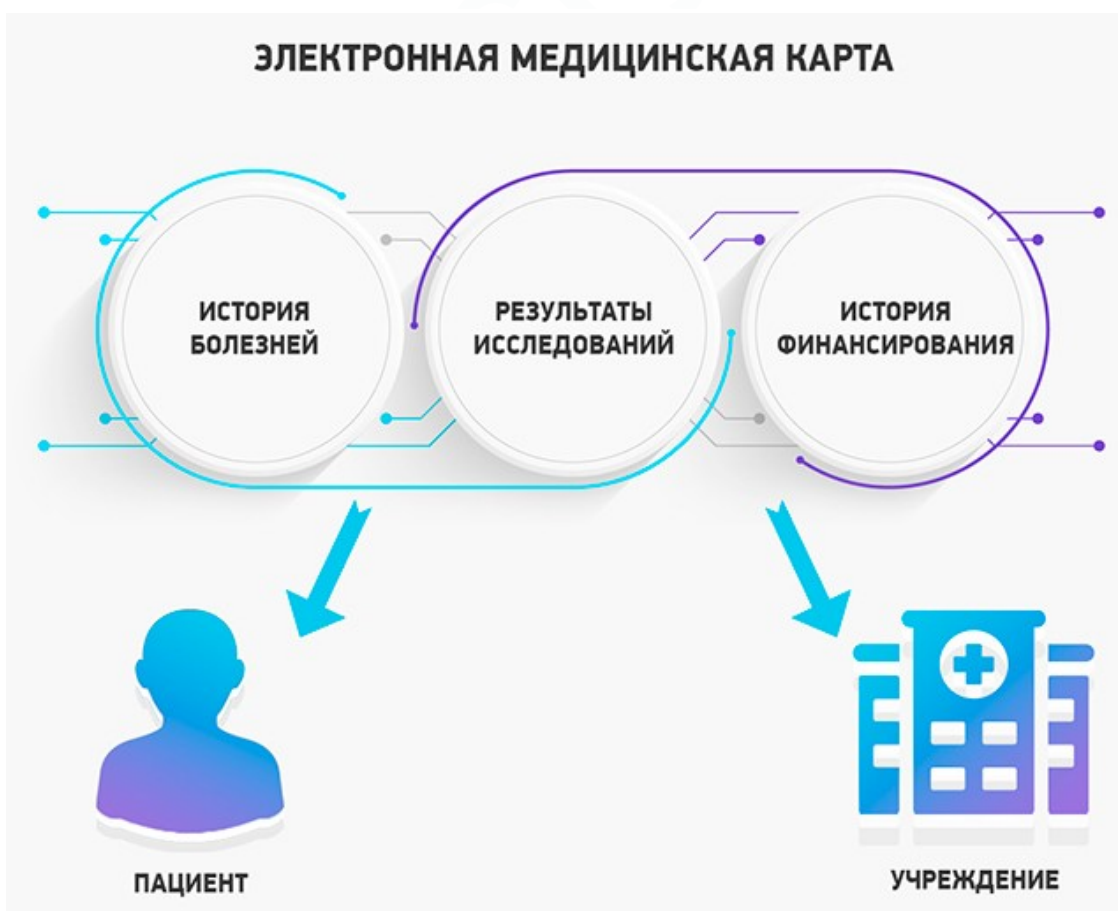 ЭЛЕКТРОННАЯ МЕДИЦИНСКАЯ КАРТА
ИСТОРИЯ
БОЛЕЗНЕЙ
РЕЗУЛЬТАТЫ
ИССЛЕДОВАНИЙ
ИСТОРИЯ
ФИНАНСИРОВАНИЯ
ПАЦИЕНТ
УЧРЕЖДЕНИЕ